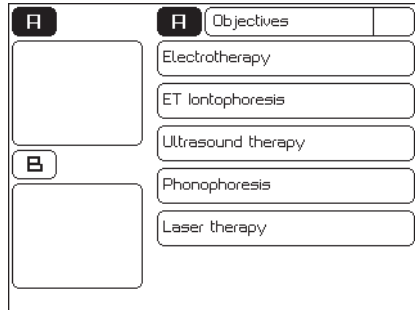 A
B
A Objectives
Electrotherapy
ET Iontophoresis
Ultrasound therapy
Phonophoresis
Laser therapy